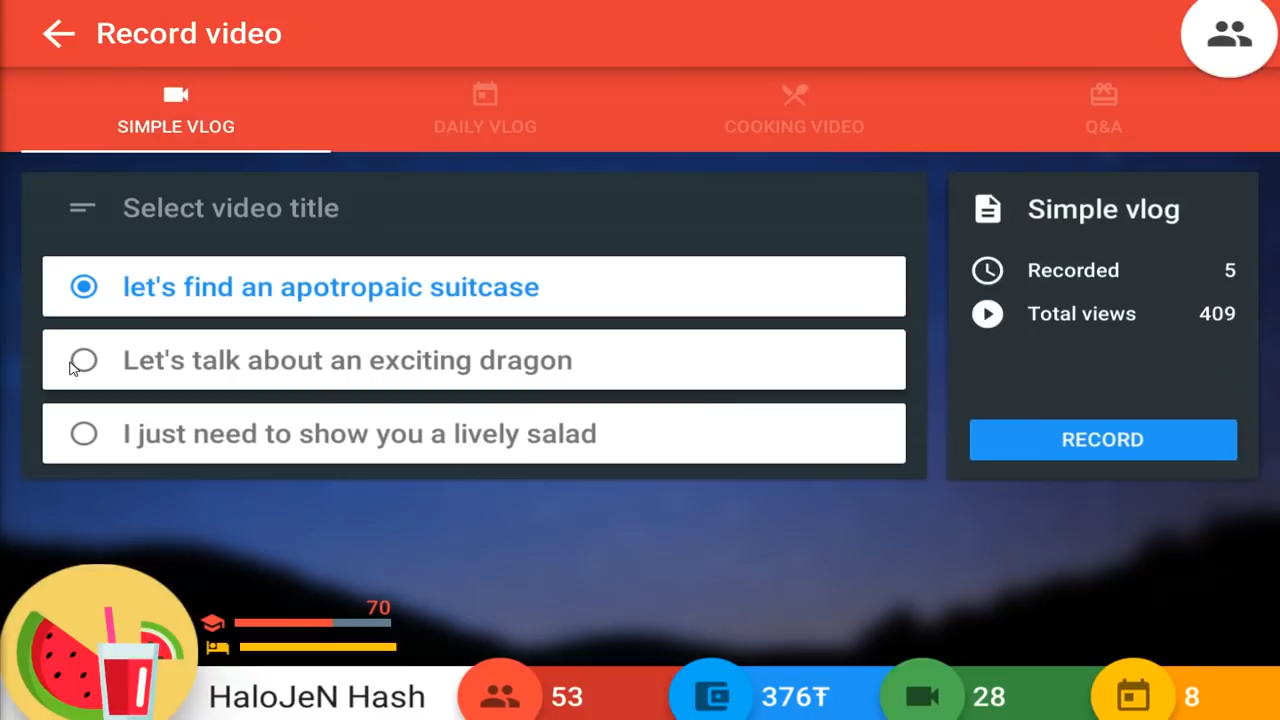 Record video
SIMPLE VLOG
DAILY VLOG
COOKING VIDEO
Q&A
Select video title
let's find an apotropaic suitcase
Let's talk about an exciting dragon
I just need to show you a lively salad
Simple vlog
Recorded 5
Total views 409
RECORD
70
HaloJeN Hash
53
376Ŧ
28
8